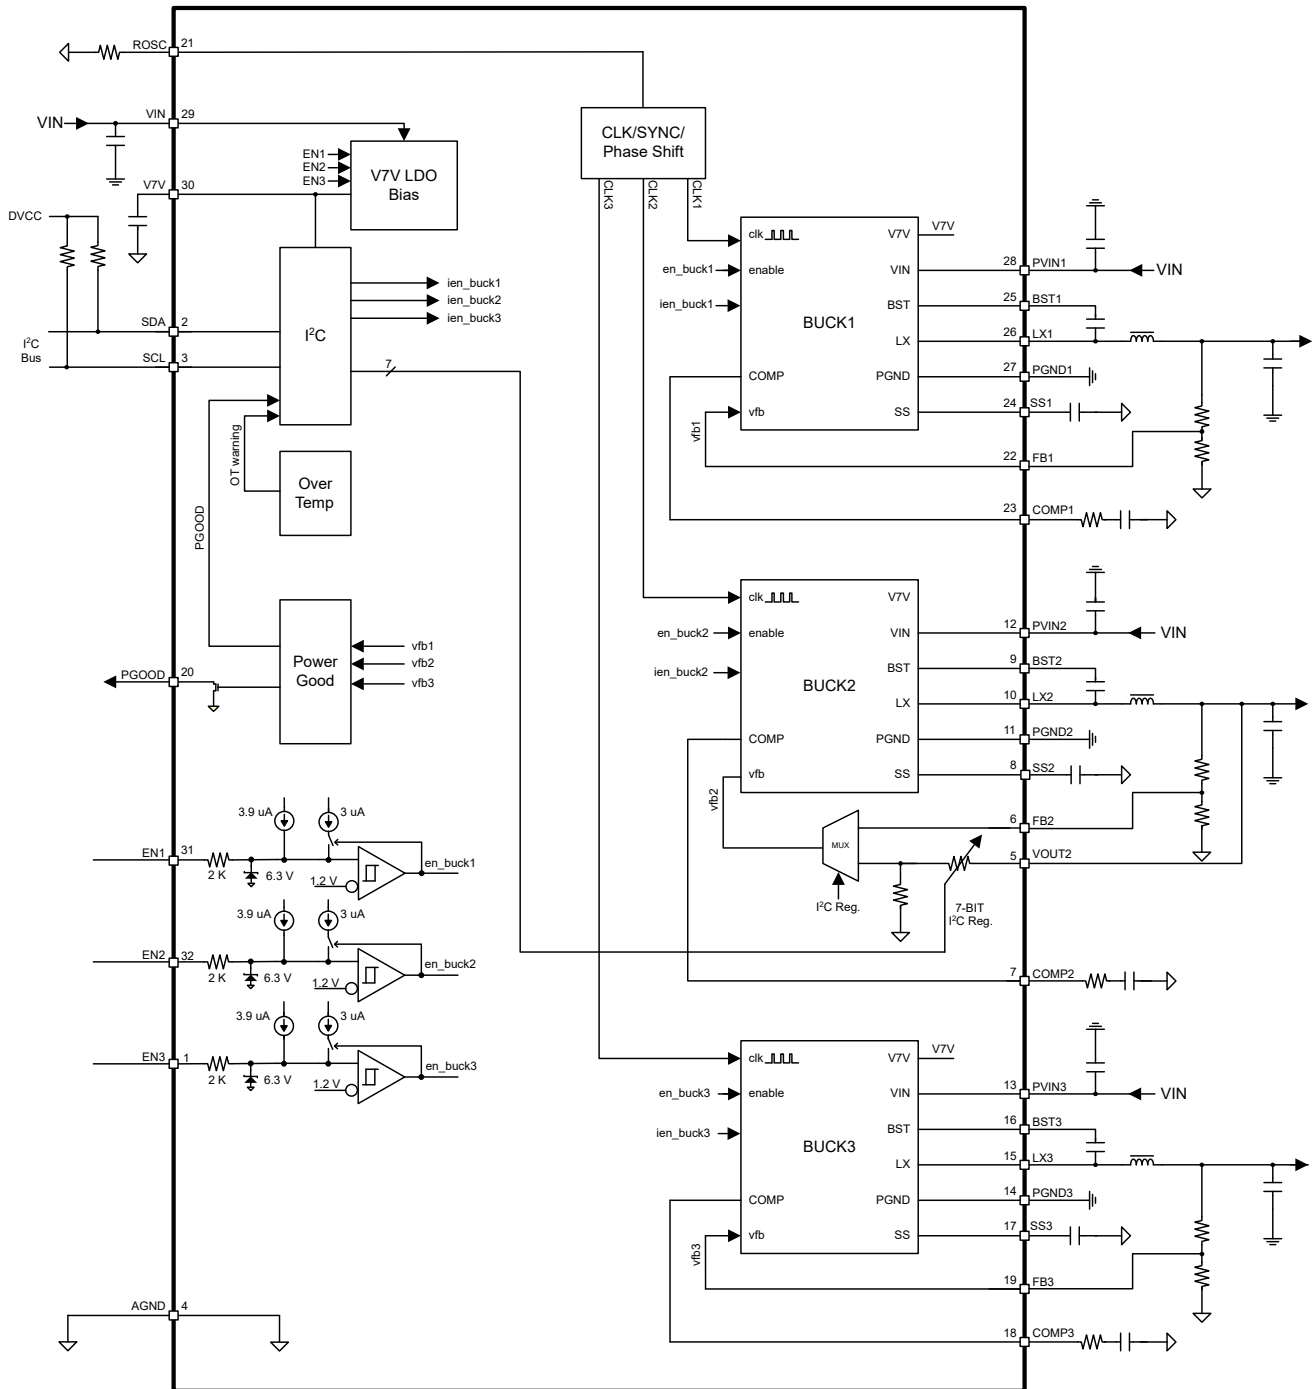 ROSC 21
VIN 29
VIN
V7V 30
DVCC
SDA 2
I²C
Bus
SCL 3
EN1
EN2
EN3
V7V LDO
Bias
I²C
ien_buck1
ien_buck2
ien_buck3
7
OT warning
PGOOD
Over
Temp
Power
Good
vfb1
vfb2
vfb3
PGOOD 20
3.9 uA
3 uA
EN1 31
2 K
6.3 V
1.2 V
en_buck1
3.9 uA
3 uA
EN2 32
2 K
6.3 V
1.2 V
en_buck2
3.9 uA
3 uA
EN3 1
2 K
6.3 V
1.2 V
en_buck3
AGND 4
CLK/SYNC/
Phase Shift
CLK3
CLK2
CLK1
clk
V7V
V7V
en_buck1
enable
VIN
28 PVIN1
VIN
ien_buck1
BST
25 BST1
BUCK1
LX
26 LX1
COMP
PGND
27 PGND1
vfb
SS
24 SS1
vfb1
22 FB1
23 COMP1
clk
V7V
en_buck2
enable
VIN
12 PVIN2
VIN
ien_buck2
BST
9 BST2
BUCK2
LX
10 LX2
COMP
PGND
11 PGND2
vfb
SS
8 SS2
vfb2
6 FB2
MUX
5 VOUT2
I²C Reg.
7-BIT
I²C Reg.
7 COMP2
clk
V7V
V7V
en_buck3
enable
VIN
13 PVIN3
VIN
ien_buck3
BST
16 BST3
BUCK3
LX
15 LX3
COMP
PGND
14 PGND3
vfb
SS
17 SS3
vfb3
19 FB3
18 COMP3